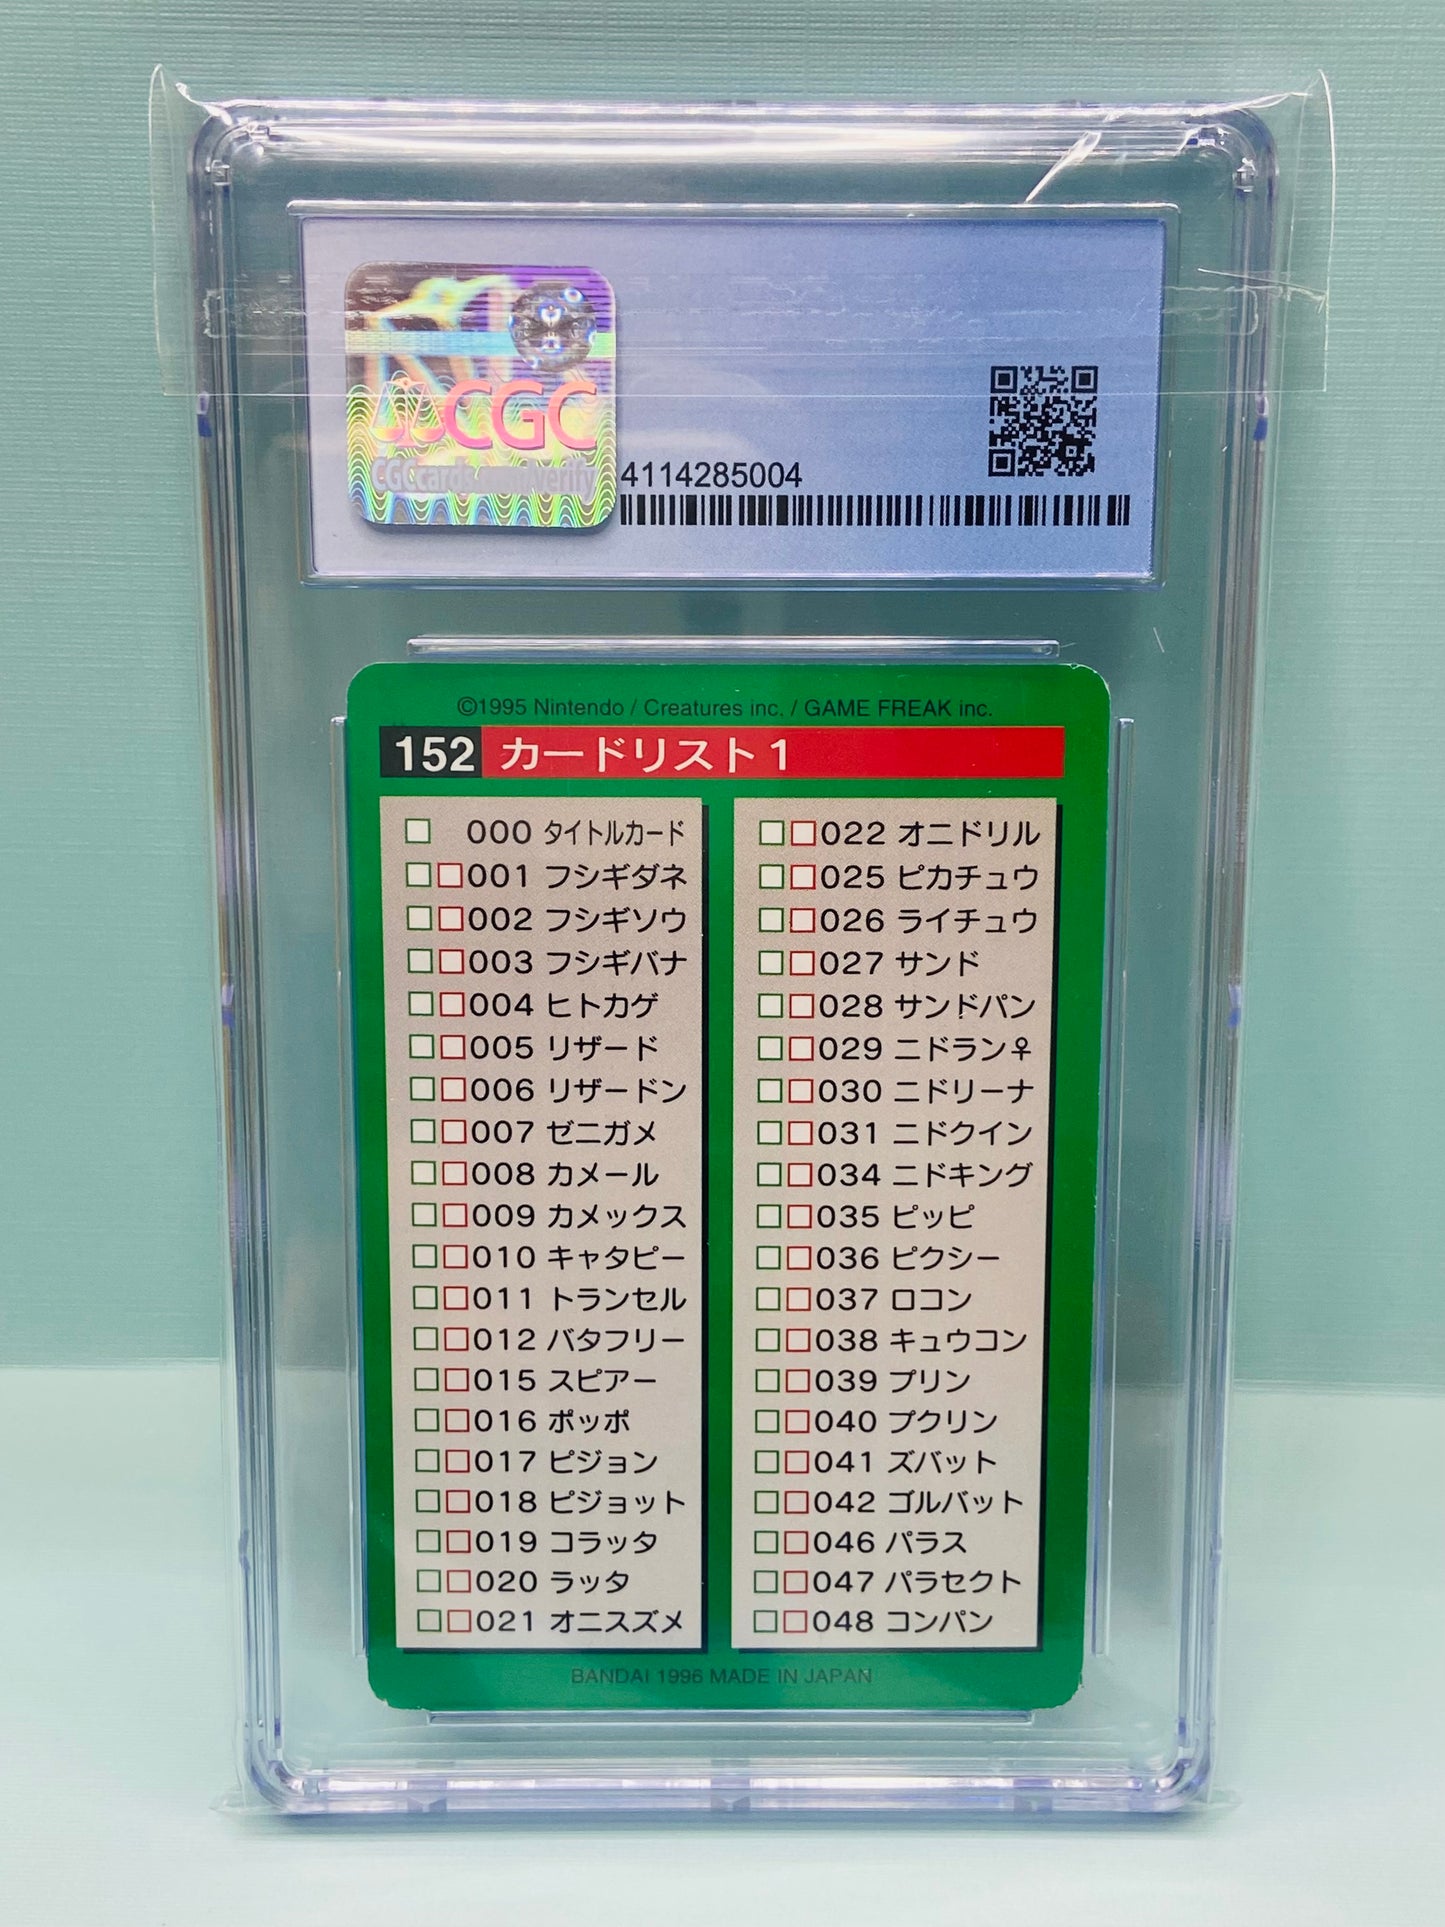 CGC
CGCcards.com/verify
4114285004
©1995 Nintendo / Creatures inc. / GAME FREAK inc.
152 カードリスト1
000 タイトルカード
001 フシギダネ
002 フシギソウ
003 フシギバナ
004 ヒトカゲ
005 リザード
006 リザードン
007 ゼニガメ
008 カメール
009 カメックス
010 キャタピー
011 トランセル
012 バタフリー
015 スピアー
016 ポッポ
017 ピジョン
018 ピジョット
019 コラッタ
020 ラッタ
021 オニスズメ
022 オニドリル
025 ピカチュウ
026 ライチュウ
027 サンド
028 サンドパン
029 ニドラン♀
030 ニドリーナ
031 ニドクイン
034 ニドキング
035 ピッピ
036 ピクシー
037 ロコン
038 キュウコン
039 プリン
040 プクリン
041 ズバット
042 ゴルバット
046 パラス
047 パラセクト
048 コンパン
BANDAI 1996 MADE IN JAPAN